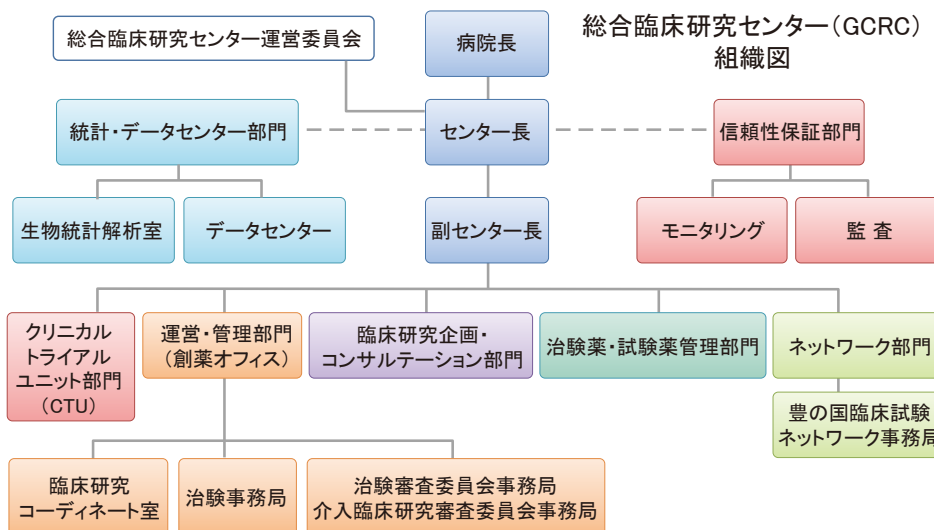 総合臨床研究センター(GCRC)
組織図
総合臨床研究センター運営委員会
病院長
統計・データセンター部門
センター長
信頼性保証部門
生物統計解析室
データセンター
副センター長
モニタリング
監 査
クリニカル
トライアル
ユニット部門
(CTU)
運営・管理部門
(創薬オフィス)
臨床研究企画・
コンサルテーション部門
治験薬・試験薬管理部門
ネットワーク部門
豊の国臨床試験
ネットワーク事務局
臨床研究
コーディネート室
治験事務局
治験審査委員会事務局
介入臨床研究審査委員会事務局